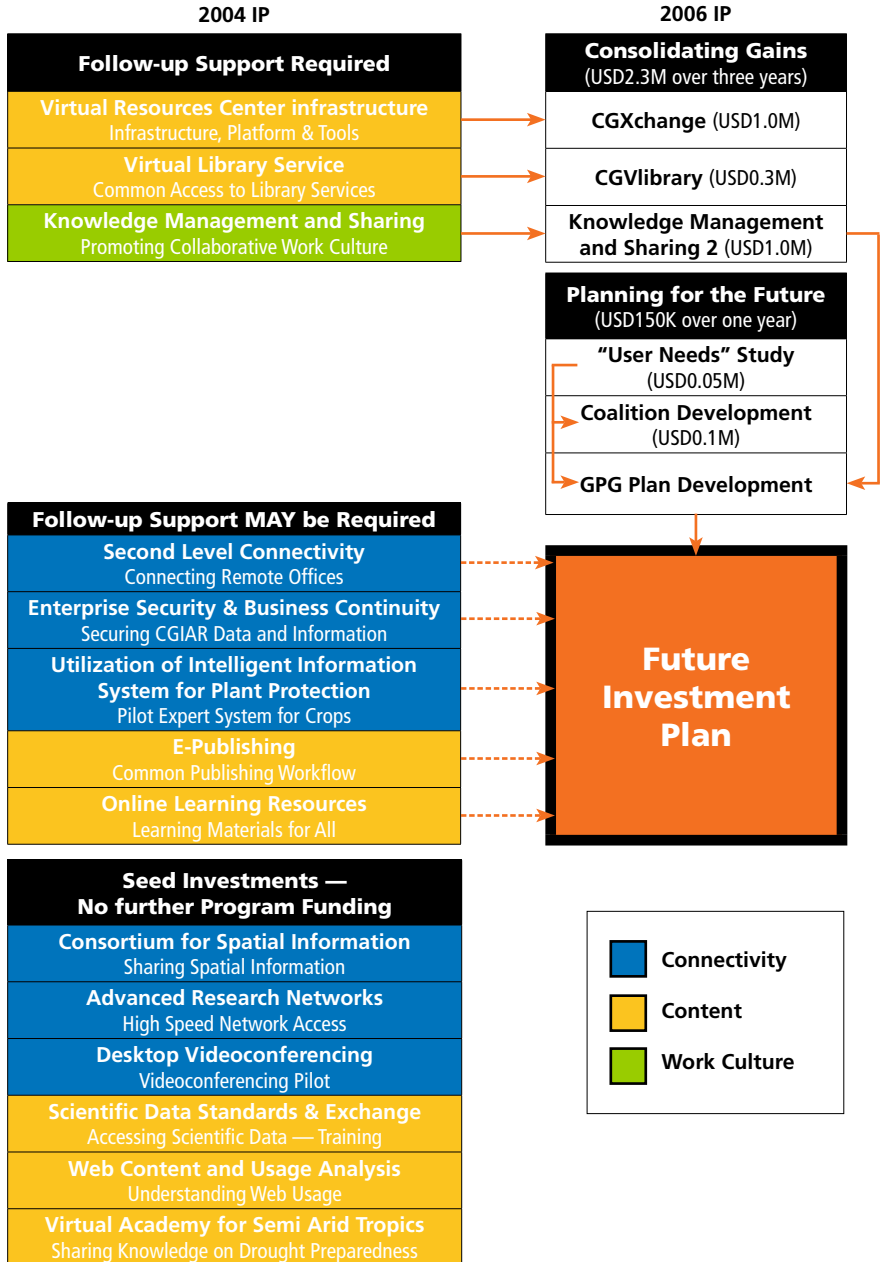 2004 IP
2006 IP
Follow-up Support Required
Virtual Resources Center infrastructure
Infrastructure, Platform & Tools
Virtual Library Service
Common Access to Library Services
Knowledge Management and Sharing
Promoting Collaborative Work Culture
Consolidating Gains
(USD2.3M over three years)
CGXchange (USD1.0M)
CGVlibrary (USD0.3M)
Knowledge Management
and Sharing 2 (USD1.0M)
Planning for the Future
(USD150K over one year)
“User Needs” Study
(USD0.05M)
Coalition Development
(USD0.1M)
GPG Plan Development
Follow-up Support MAY be Required
Second Level Connectivity
Connecting Remote Offices
Enterprise Security & Business Continuity
Securing CGIAR Data and Information
Utilization of Intelligent Information
System for Plant Protection
Pilot Expert System for Crops
E-Publishing
Common Publishing Workflow
Online Learning Resources
Learning Materials for All
Future
Investment
Plan
Seed Investments —
No further Program Funding
Consortium for Spatial Information
Sharing Spatial Information
Advanced Research Networks
High Speed Network Access
Desktop Videoconferencing
Videoconferencing Pilot
Scientific Data Standards & Exchange
Accessing Scientific Data — Training
Web Content and Usage Analysis
Understanding Web Usage
Virtual Academy for Semi Arid Tropics
Sharing Knowledge on Drought Preparedness
Connectivity
Content
Work Culture